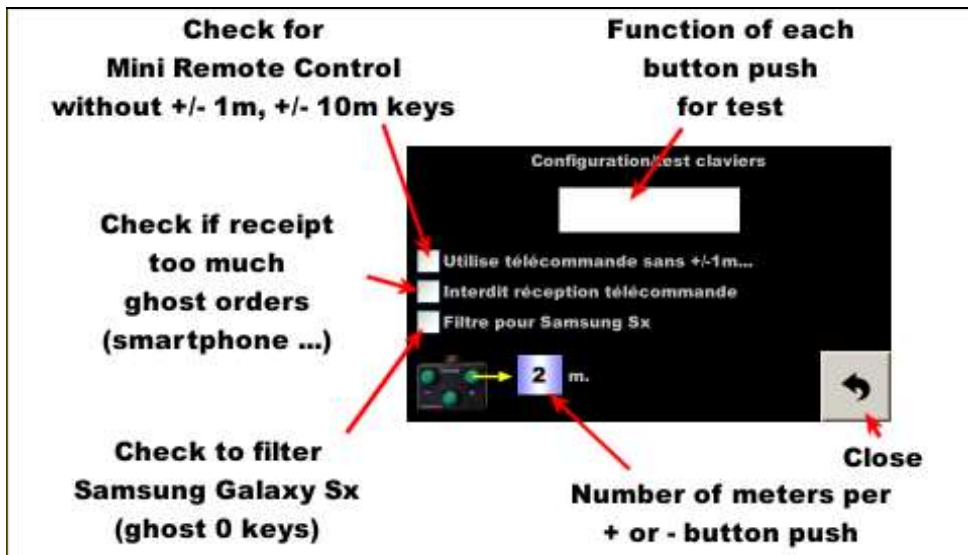 Check for
Mini Remote Control
without +/- 1m, +/- 10m keys
Function of each
button push
for test
Configuration/test claviers
Check if receipt
too much
ghost orders
(smartphone ...)
Utilise télécommande sans +/-1m...
Interdit réception télécommande
Filtre pour Samsung Sx
2 m.
Check to filter
Samsung Galaxy Sx
(ghost 0 keys)
Close
Number of meters per
+ or - button push